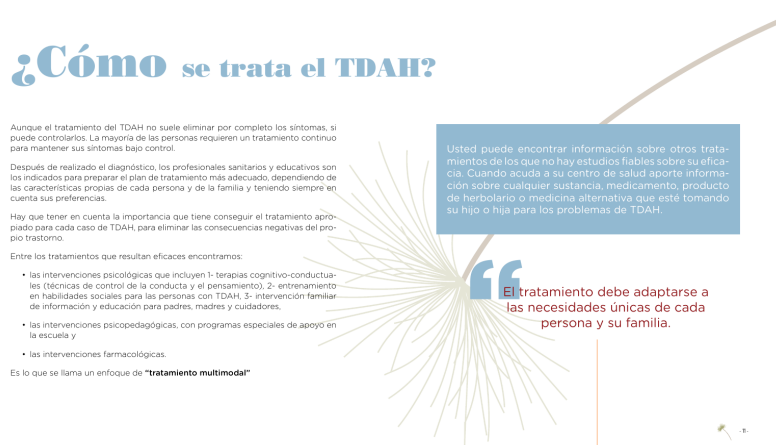 ¿Cómo se trata el TDAH?
Aunque el tratamiento del TDAH no suele eliminar por completo los síntomas, si
puede controlarlos. La mayoría de las personas requieren un tratamiento continuo
para mantener sus síntomas bajo control.
Después de realizado el diagnóstico, los profesionales sanitarios y educativos son
los indicados para preparar el plan de tratamiento más adecuado, dependiendo de
las características propias de cada persona y de la familia y teniendo siempre en
cuenta sus preferencias.
Hay que tener en cuenta la importancia que tiene conseguir el tratamiento apro-
piado para cada caso de TDAH, para eliminar las consecuencias negativas del pro-
pio trastorno.
Entre los tratamientos que resultan eficaces encontramos:
• las intervenciones psicológicas que incluyen 1- terapias cognitivo-conductua-
les (técnicas de control de la conducta y el pensamiento), 2- entrenamiento
en habilidades sociales para las personas con TDAH, 3- intervención familiar
de información y educación para padres, madres y cuidadores,
• las intervenciones psicopedagógicas, con programas especiales de apoyo en
la escuela y
• las intervenciones farmacológicas.
Es lo que se llama un enfoque de “tratamiento multimodal”
Usted puede encontrar información sobre otros trata-
mientos de los que no hay estudios fiables sobre su efica-
cia. Cuando acuda a su centro de salud aporte informa-
ción sobre cualquier sustancia, medicamento, producto
de herbolario o medicina alternativa que esté tomando
su hijo o hija para los problemas de TDAH.
“
El tratamiento debe adaptarse a
las necesidades únicas de cada
persona y su familia.
- 11-